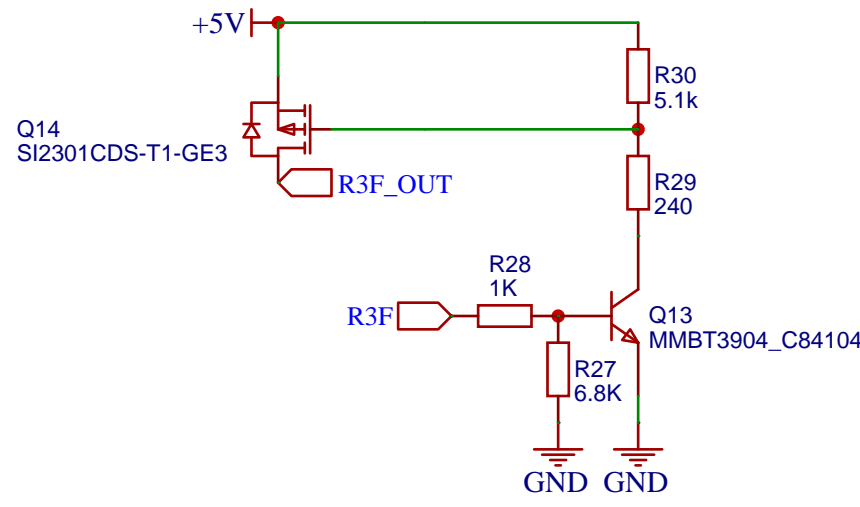 +5V
R30
5.1k
Q14
SI2301CDS-T1-GE3
R3F_OUT
R29
240
R28
1K
R3F
Q13
MMBT3904_C84104
R27
6.8K
GND
GND